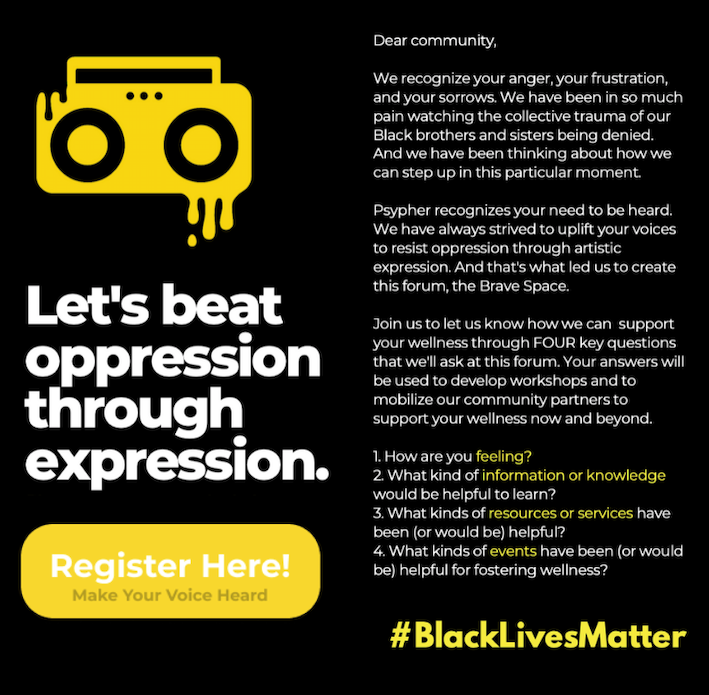 Let's beat
oppression
through
expression.
Register Here!
Make Your Voice Heard
Dear community,
We recognize your anger, your frustration,
and your sorrows. We have been in so much
pain watching the collective trauma of our
Black brothers and sisters being denied.
And we have been thinking about how we
can step up in this particular moment.
Psypher recognizes your need to be heard.
We have always strived to uplift your voices
to resist oppression through artistic
expression. And that's what led us to create
this forum, the Brave Space.
Join us to let us know how we can support
your wellness through FOUR key questions
that we'll ask at this forum. Your answers will
be used to develop workshops and to
mobilize our community partners to
support your wellness now and beyond.
1. How are you feeling?
2. What kind of information or knowledge
would be helpful to learn?
3. What kinds of resources or services have
been (or would be) helpful?
4. What kinds of events have been (or would
be) helpful for fostering wellness?
#BlackLivesMatter